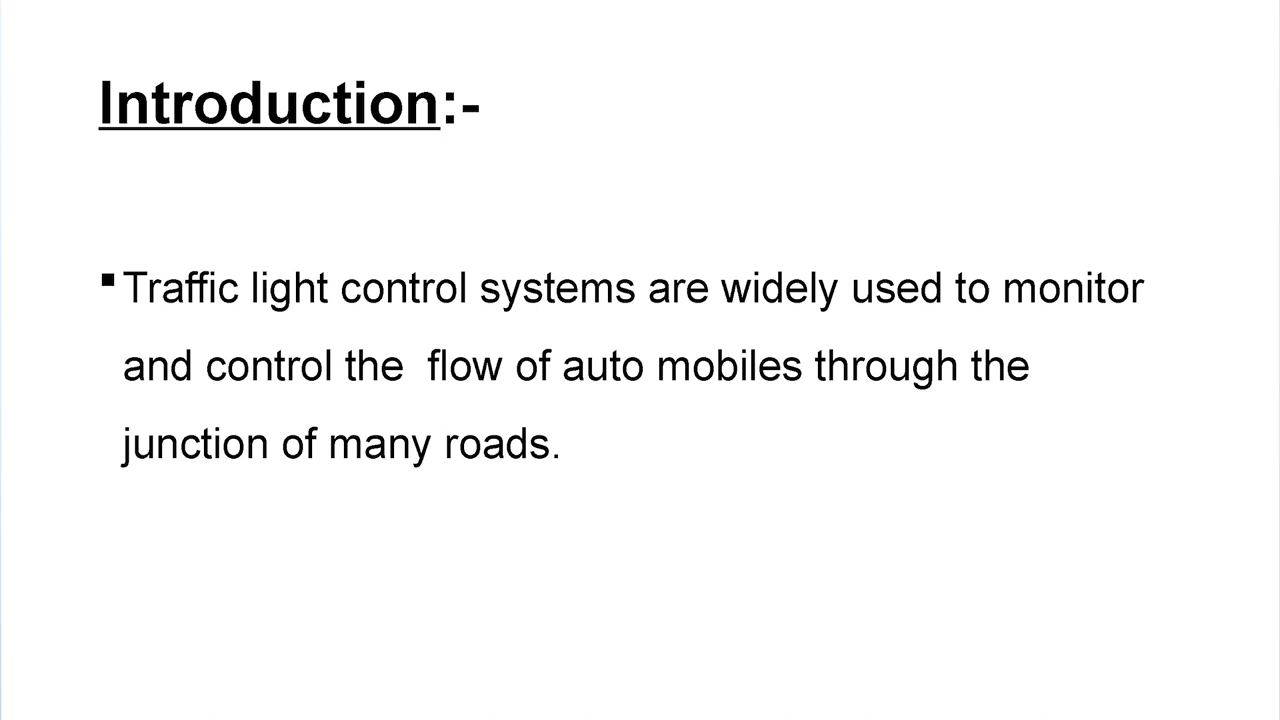 Introduction:-
▪Traffic light control systems are widely used to monitor
and control the  flow of auto mobiles through the
junction of many roads.